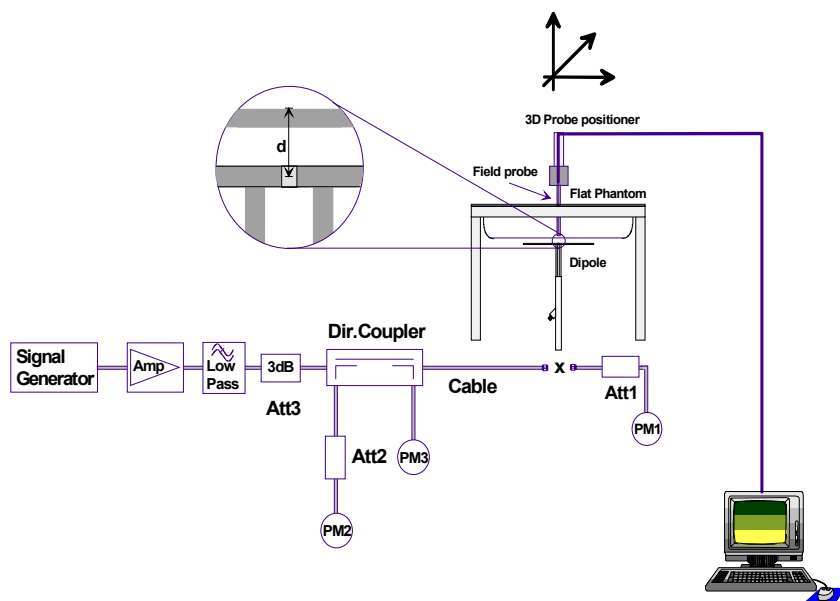 3D Probe positioner
d
Field probe
Flat Phantom
Dipole
Dir.Coupler
Signal
Generator
Amp
Low
Pass
3dB
Cable
x
Att3
Att1
PM1
Att2
PM3
PM2